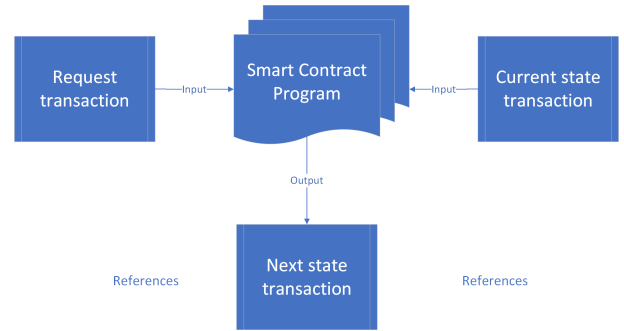 Request
transaction
Input
Smart Contract
Program
Input
Current state
transaction
Output
Next state
transaction
References
References